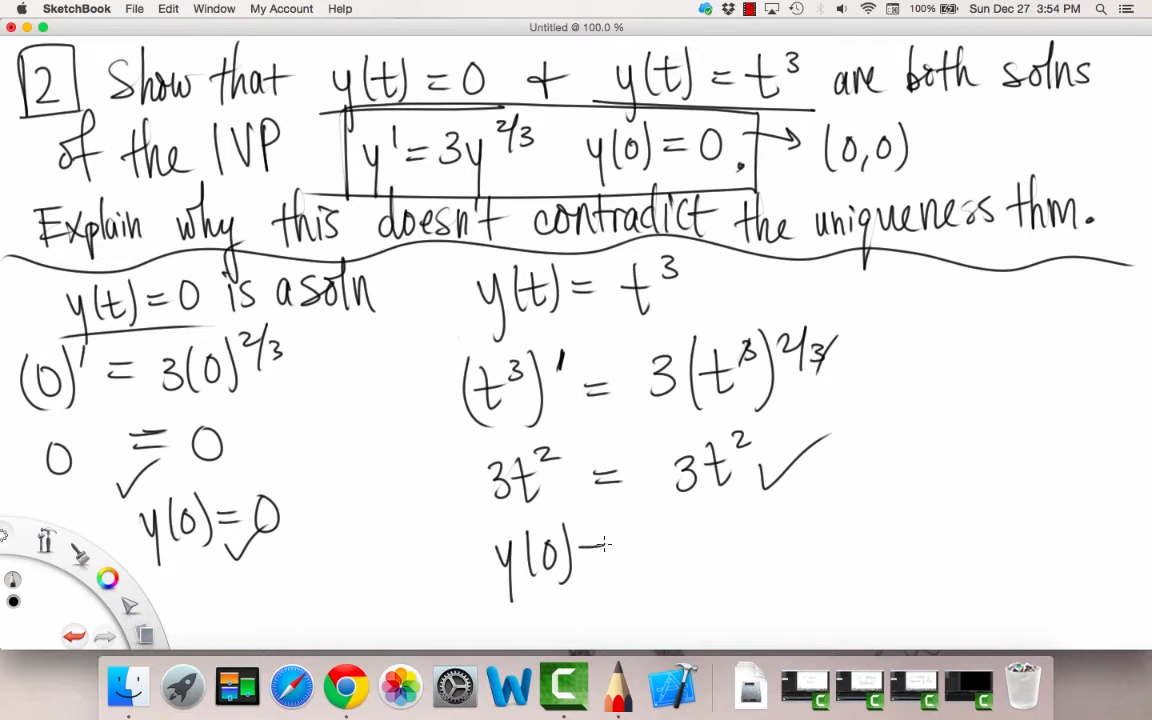 SketchBook File Edit Window My Account Help 100% Sun Dec 27 3:54 PM
Untitled @ 100.0 %
2 Show that y(t) = 0 + y(t) = t³ are both solns
of the IVP y' = 3y^2/3 y(0) = 0. → (0,0)
Explain why this doesn't contradict the uniqueness thm.
y(t) = 0 is a soln y(t) = t³
(0)' = 3(0)^2/3 (t³)' = 3(t³)^2/3
0 = 0 ✓ 3t² = 3t² ✓
y(0) = 0 ✓ y(0) –